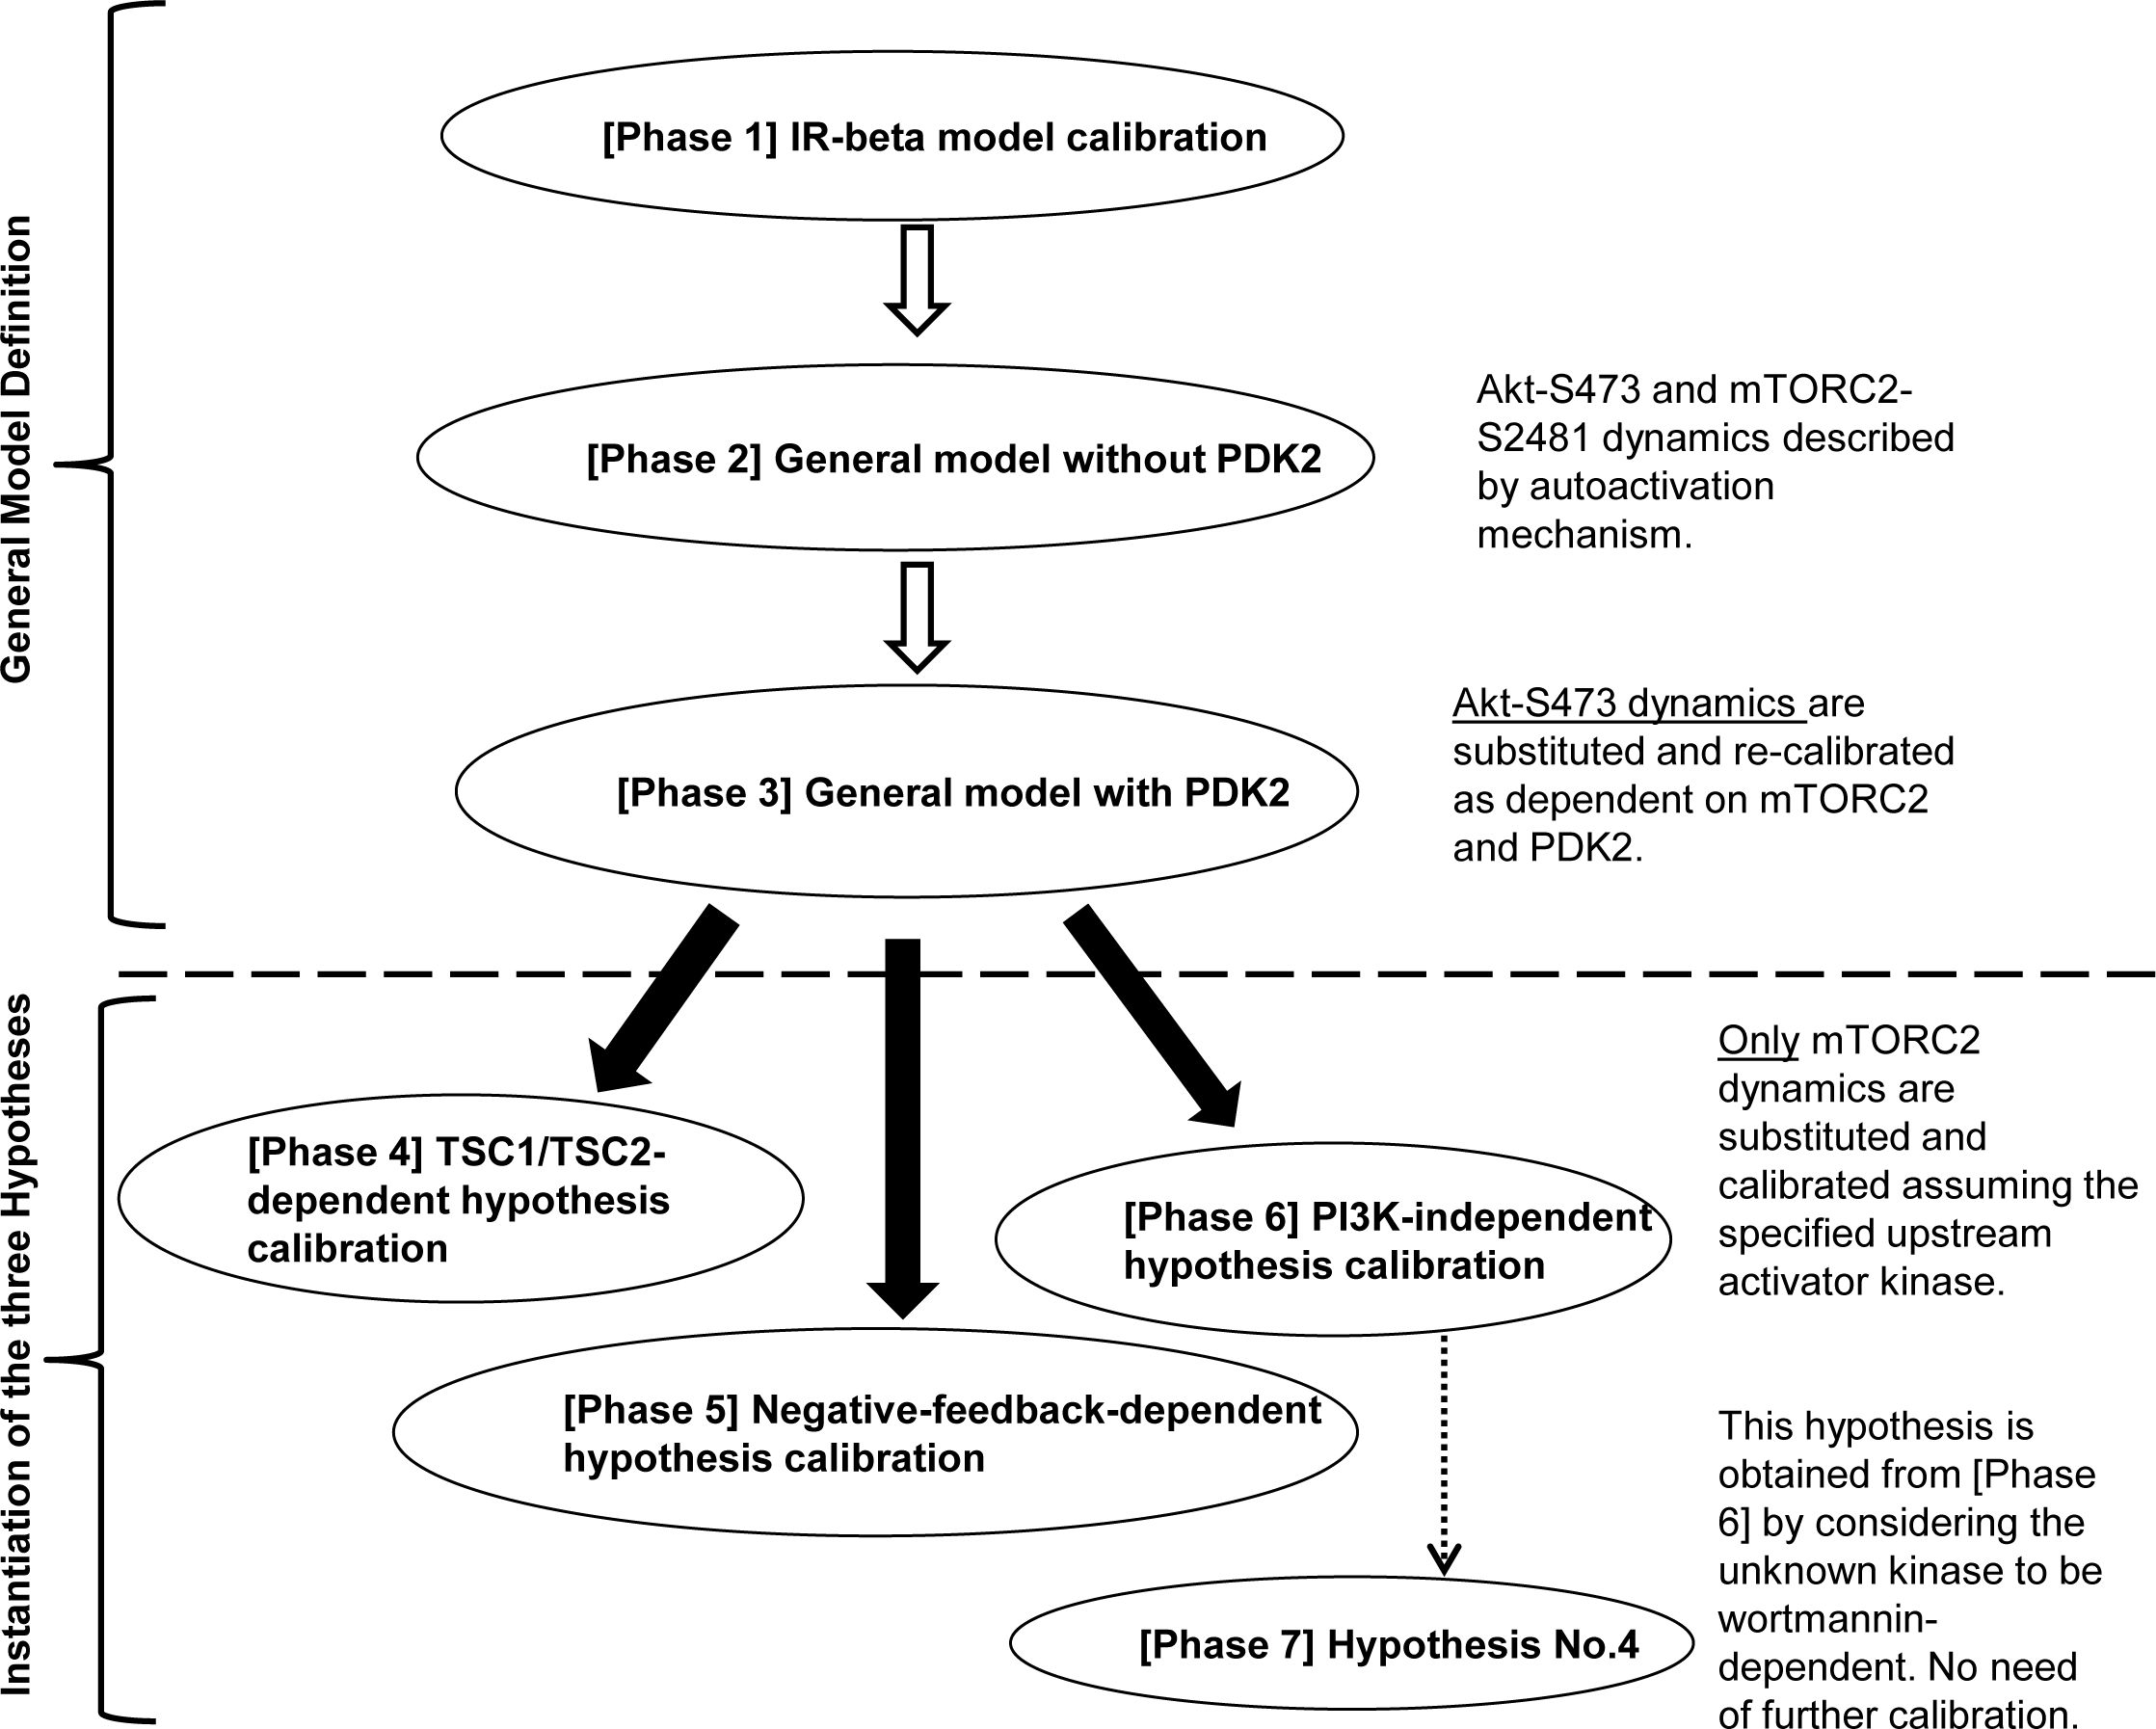 General Model Definition
[Phase 1] IR-beta model calibration
[Phase 2] General model without PDK2
Akt-S473 and mTORC2-
S2481 dynamics described
by autoactivation
mechanism.
[Phase 3] General model with PDK2
Akt-S473 dynamics are
substituted and re-calibrated
as dependent on mTORC2
and PDK2.
Instantiation of the three Hypotheses
[Phase 4] TSC1/TSC2-
dependent hypothesis
calibration
[Phase 6] PI3K-independent
hypothesis calibration
Only mTORC2
dynamics are
substituted and
calibrated assuming the
specified upstream
activator kinase.
[Phase 5] Negative-feedback-dependent
hypothesis calibration
[Phase 7] Hypothesis No.4
This hypothesis is
obtained from [Phase
6] by considering the
unknown kinase to be
wortmannin-
dependent. No need
of further calibration.